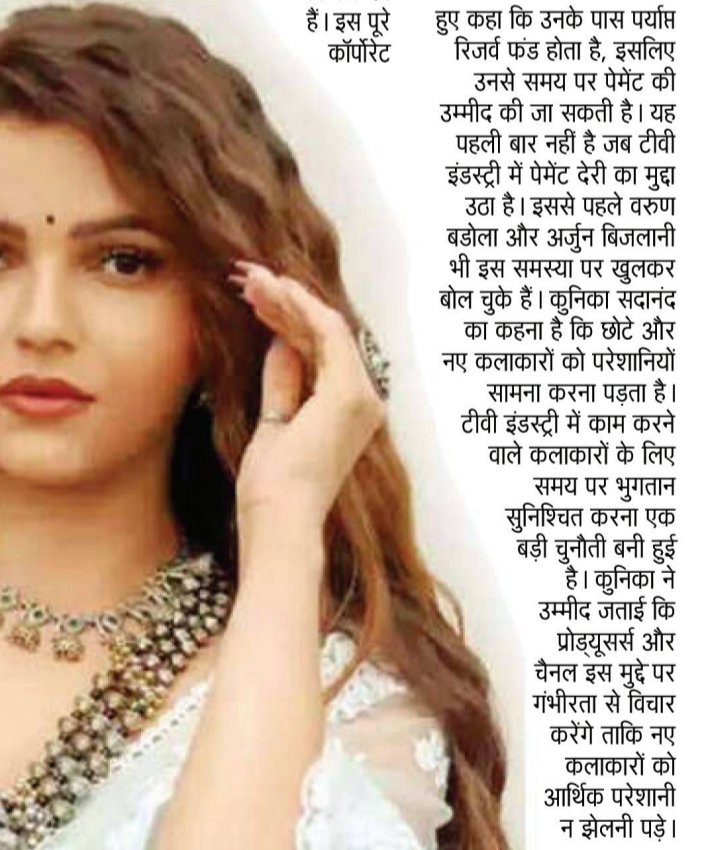 हैं। इस पूरे
कॉर्पोरेट
हुए कहा कि उनके पास पर्याप्त
रिजर्व फंड होता है, इसलिए
उनसे समय पर पेमेंट की
उम्मीद की जा सकती है। यह
पहली बार नहीं है जब टीवी
इंडस्ट्री में पेमेंट देरी का मुद्दा
उठा है। इससे पहले वरुण
बडोला और अर्जुन बिजलानी
भी इस समस्या पर खुलकर
बोल चुके हैं। कुनिका सदानंद
का कहना है कि छोटे और
नए कलाकारों को परेशानियों
सामना करना पड़ता है।
टीवी इंडस्ट्री में काम करने
वाले कलाकारों के लिए
समय पर भुगतान
सुनिश्चित करना एक
बड़ी चुनौती बनी हुई
है। कुनिका ने
उम्मीद जताई कि
प्रोड्यूसर्स और
चैनल इस मुद्दे पर
गंभीरता से विचार
करेंगे ताकि नए
कलाकारों को
आर्थिक परेशानी
न झेलनी पड़े।